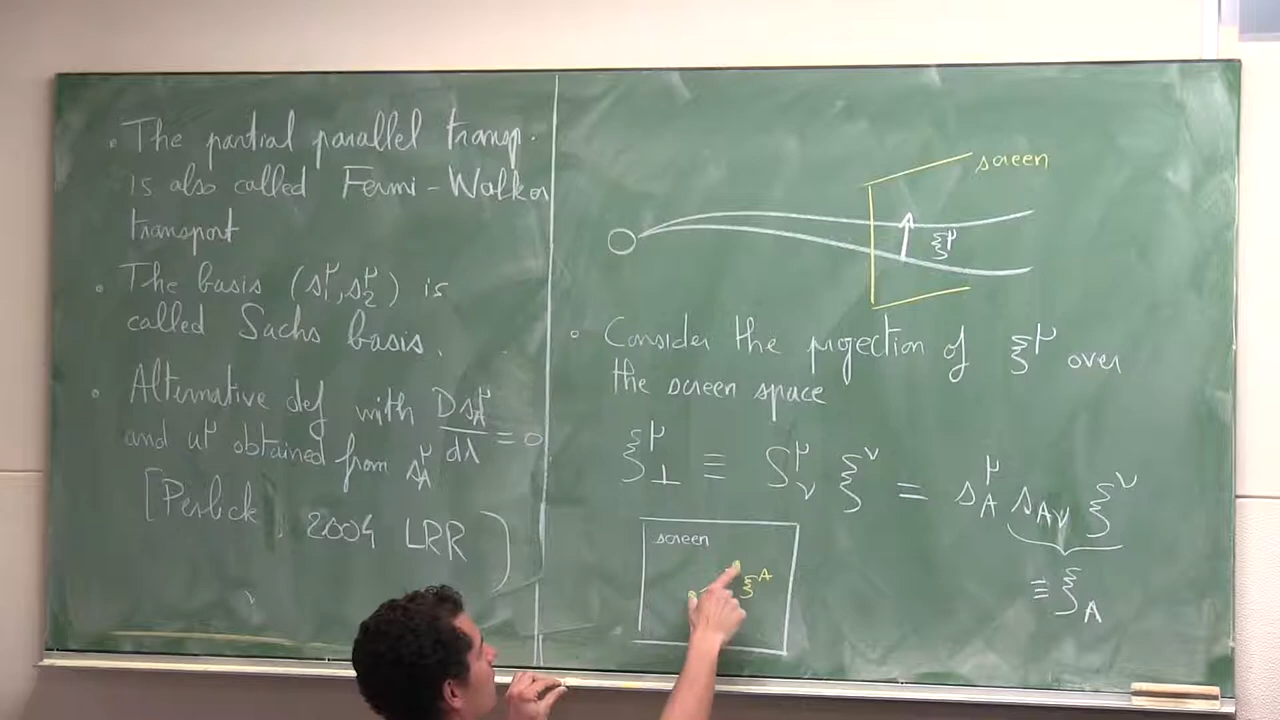 • The partial parallel transp.
is also called Fermi - Walker
transport
• The basis (s₁^μ, s₂^μ) is
called Sachs basis.
• Alternative def with Ds_A^μ/dλ = 0
and u^μ obtained from s_A^μ
[Perlick, 2004 LRR)
screen
ξ^μ
• Consider the projection of ξ^μ over
the screen space
ξ_⊥^μ ≡ S_ν^μ ξ^ν = s_A^μ s_Aν ξ^ν
≡ ξ_A
screen
ξ^A